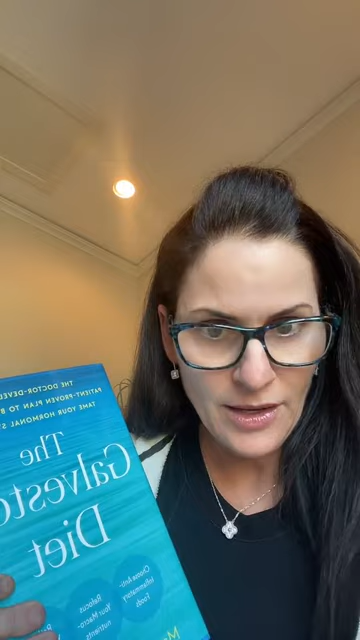 THE DOCTOR-DEVEL
PATIENT-PROVEN PLAN TO B
TAME YOUR HORMONAL S
The
Galvesto
Diet
Choose Anti-
Inflammatory
Foods
Refocus
Your Macro-
nutrients